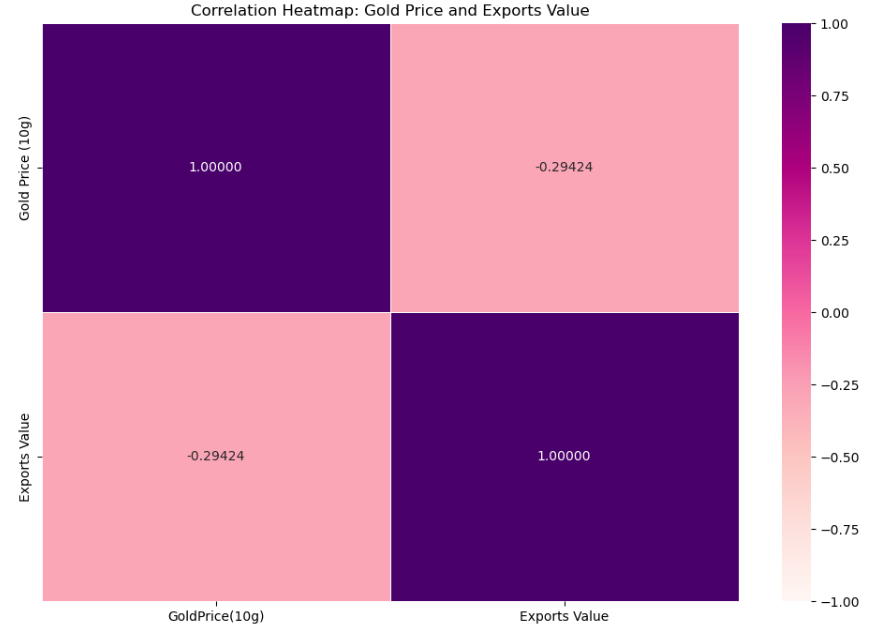 Correlation Heatmap: Gold Price and Exports Value
Gold Price (10g)
Exports Value
1.00000
-0.29424
-0.29424
1.00000
GoldPrice(10g)
Exports Value
1.00
0.75
0.50
0.25
0.00
−0.25
−0.50
−0.75
−1.00